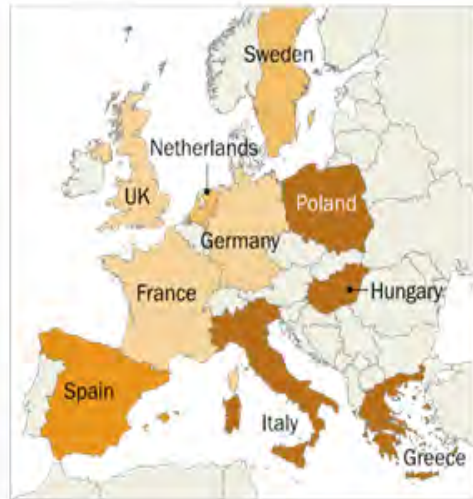 Sweden
Netherlands
UK
Poland
Germany
Hungary
France
Spain
Italy
Greece